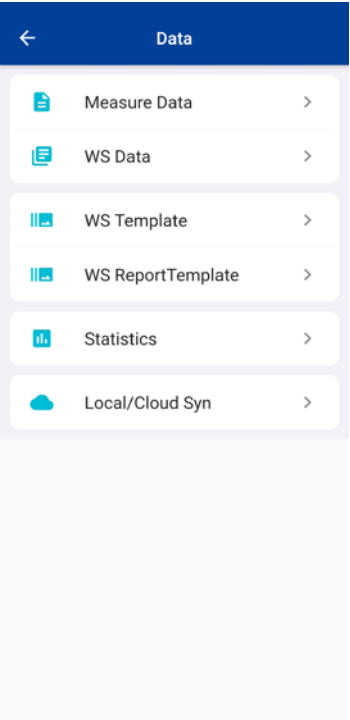 Data
Measure Data
WS Data
WS Template
WS ReportTemplate
Statistics
Local/Cloud Syn